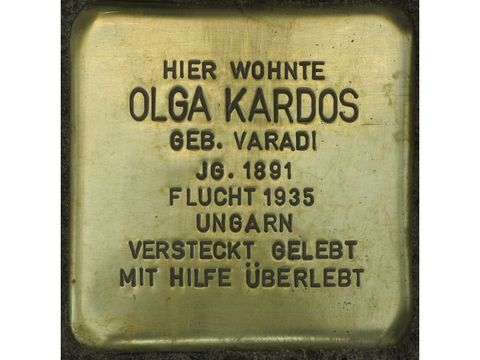 HIER WOHNTE
OLGA KARDOS
GEB. VARADI
JG. 1891
FLUCHT 1935
UNGARN
VERSTECKT GELEBT
MIT HILFE ÜBERLEBT